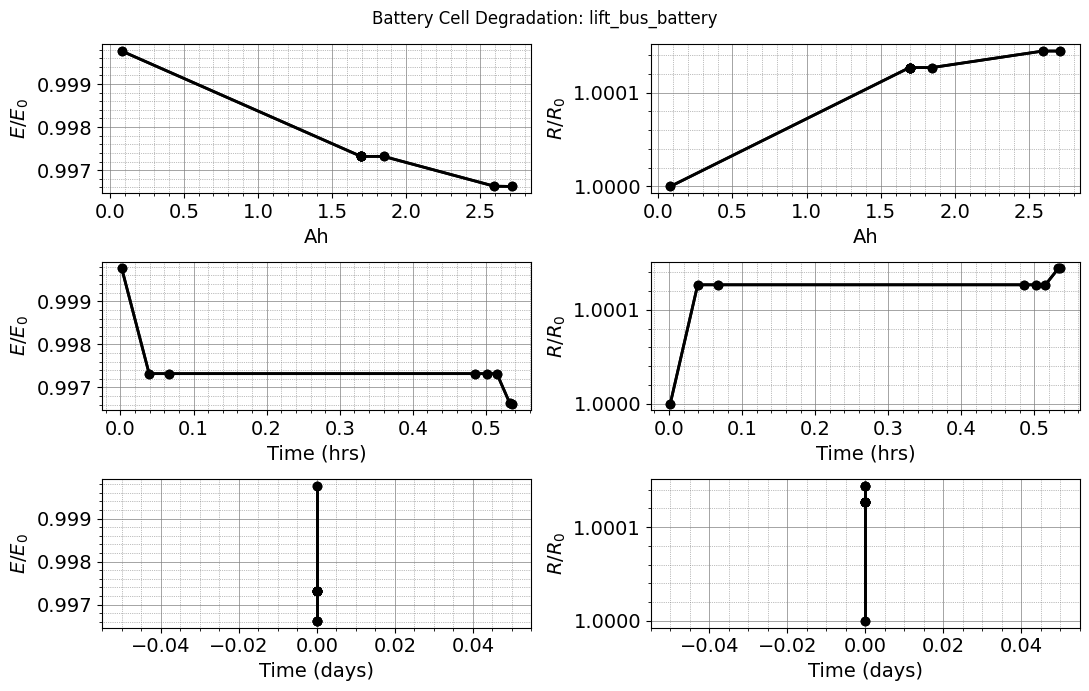 Battery Cell Degradation: lift_bus_battery
E/E₀
0.999
0.998
0.997
0.0 0.5 1.0 1.5 2.0 2.5
Ah
R/R₀
1.0001
1.0000
0.0 0.5 1.0 1.5 2.0 2.5
Ah
E/E₀
0.999
0.998
0.997
0.0 0.1 0.2 0.3 0.4 0.5
Time (hrs)
R/R₀
1.0001
1.0000
0.0 0.1 0.2 0.3 0.4 0.5
Time (hrs)
E/E₀
0.999
0.998
0.997
−0.04 −0.02 0.00 0.02 0.04
Time (days)
R/R₀
1.0001
1.0000
−0.04 −0.02 0.00 0.02 0.04
Time (days)